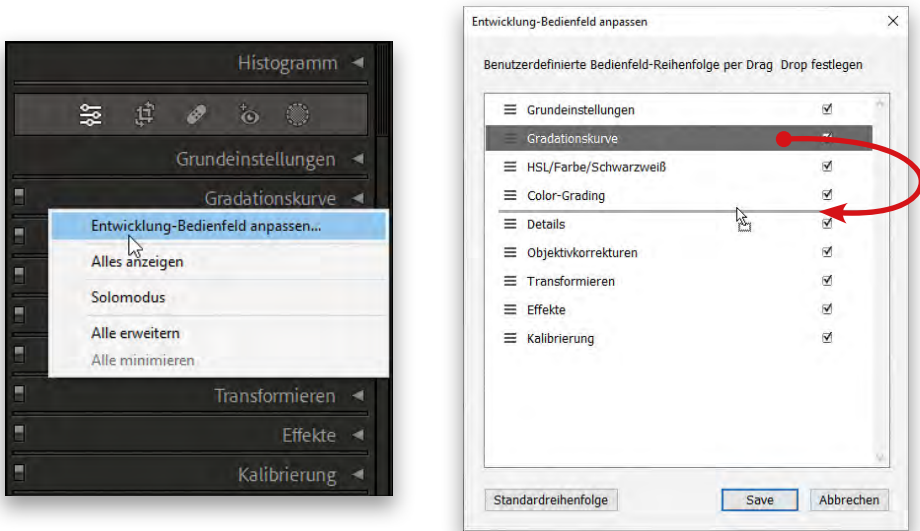 Histogramm
Grundeinstellungen
Gradationskurve
Entwicklung-Bedienfeld anpassen...
Alles anzeigen
Solomodus
Alle erweitern
Alle minimieren
Transformieren
Effekte
Kalibrierung
Entwicklung-Bedienfeld anpassen
Benutzerdefinierte Bedienfeld-Reihenfolge per Drag Drop festlegen
Grundeinstellungen
Gradationskurve
HSL/Farbe/Schwarzweiß
Color-Grading
Details
Objektivkorrekturen
Transformieren
Effekte
Kalibrierung
Standardreihenfolge
Save
Abbrechen